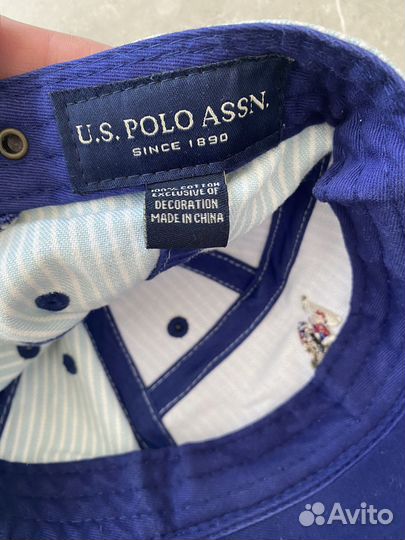 U.S. POLO ASSN.
SINCE 1890
100% COTTON
EXCLUSIVE OF
DECORATION
MADE IN CHINA
Avito